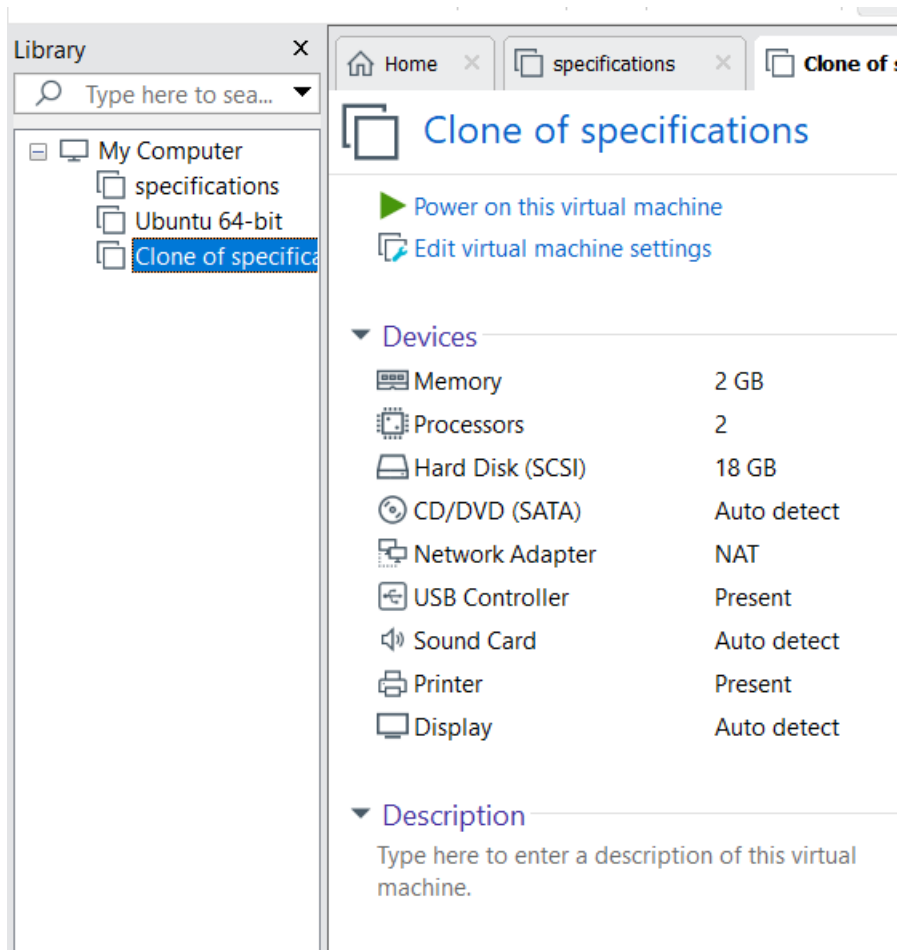 Library
Type here to sea...
My Computer
specifications
Ubuntu 64-bit
Clone of specifica
Home
specifications
Clone of
Clone of specifications
Power on this virtual machine
Edit virtual machine settings
Devices
Memory 2 GB
Processors 2
Hard Disk (SCSI) 18 GB
CD/DVD (SATA) Auto detect
Network Adapter NAT
USB Controller Present
Sound Card Auto detect
Printer Present
Display Auto detect
Description
Type here to enter a description of this virtual
machine.